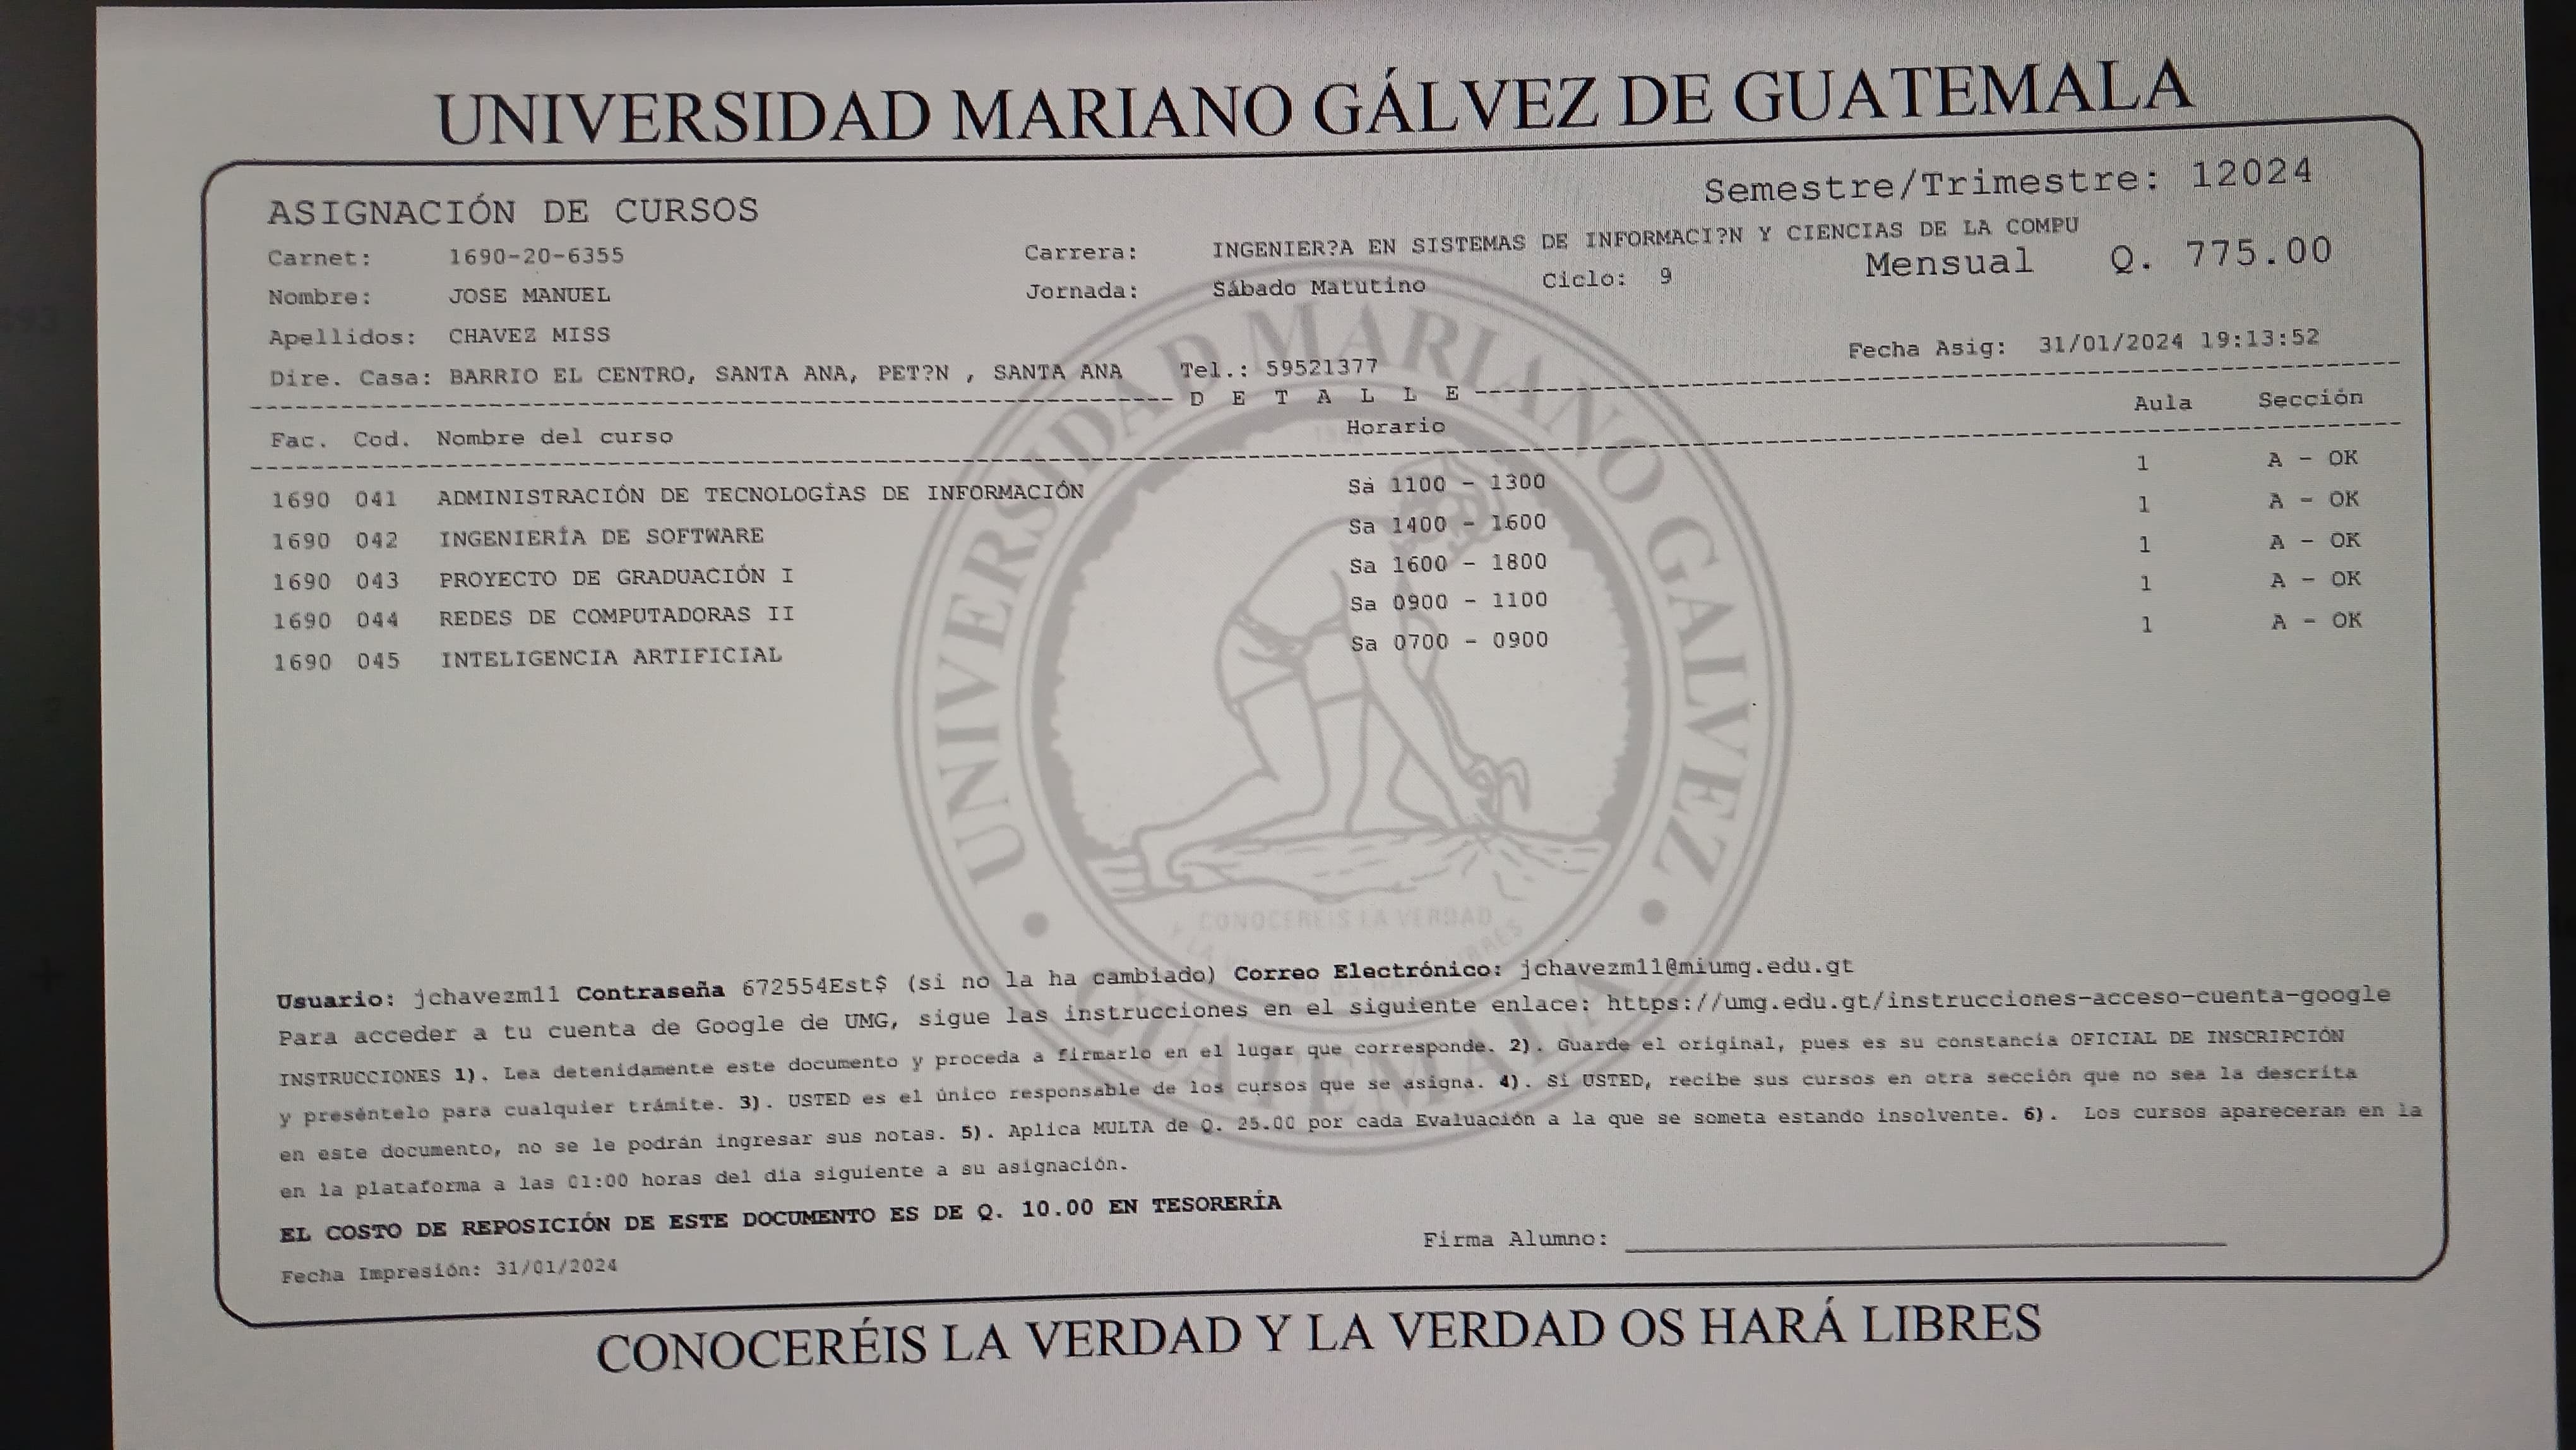 UNIVERSIDAD MARIANO GÁLVEZ DE GUATEMALA
ASIGNACIÓN DE CURSOS Semestre/Trimestre: 12024
Carnet: 1690-20-6355 Carrera: INGENIER?A EN SISTEMAS DE INFORMACI?N Y CIENCIAS DE LA COMPU
Nombre: JOSE MANUEL Jornada: Sábado Matutino Ciclo: 9 Mensual Q. 775.00
Apellidos: CHAVEZ MISS
Dire. Casa: BARRIO EL CENTRO, SANTA ANA, PET?N , SANTA ANA Tel.: 59521377 Fecha Asig: 31/01/2024 19:13:52
D E T A L L E
Fac. Cod. Nombre del curso Horario Aula Sección
1690 041 ADMINISTRACIÓN DE TECNOLOGÍAS DE INFORMACIÓN Sa 1100 - 1300 1 A - OK
1690 042 INGENIERÍA DE SOFTWARE Sa 1400 - 1600 1 A - OK
1690 043 PROYECTO DE GRADUACIÓN I Sa 1600 - 1800 1 A - OK
1690 044 REDES DE COMPUTADORAS II Sa 0900 - 1100 1 A - OK
1690 045 INTELIGENCIA ARTIFICIAL Sa 0700 - 0900 1 A - OK
UNIVERSIDAD MARIANO GALVEZ
GUATEMALA
CONOCEREIS LA VERDAD
Usuario: jchavezm11 Contraseña 672554Est$ (si no la ha cambiado) Correo Electrónico: jchavezm11@miumg.edu.gt
Para acceder a tu cuenta de Google de UMG, sigue las instrucciones en el siguiente enlace: https://umg.edu.gt/instrucciones-acceso-cuenta-google
INSTRUCCIONES 1). Lea detenidamente este documento y proceda a firmarlo en el lugar que corresponde. 2). Guarde el original, pues es su constancia OFICIAL DE INSCRIPCIÓN
y preséntelo para cualquier trámite. 3). USTED es el único responsable de los cursos que se asigna. 4). Si USTED, recibe sus cursos en otra sección que no sea la descrita
en este documento, no se le podrán ingresar sus notas. 5). Aplica MULTA de Q. 25.00 por cada Evaluación a la que se someta estando insolvente. 6). Los cursos apareceran en la
en la plataforma a las 01:00 horas del día siguiente a su asignación.
EL COSTO DE REPOSICIÓN DE ESTE DOCUMENTO ES DE Q. 10.00 EN TESORERÍA
Firma Alumno:
Fecha Impresión: 31/01/2024
CONOCERÉIS LA VERDAD Y LA VERDAD OS HARÁ LIBRES